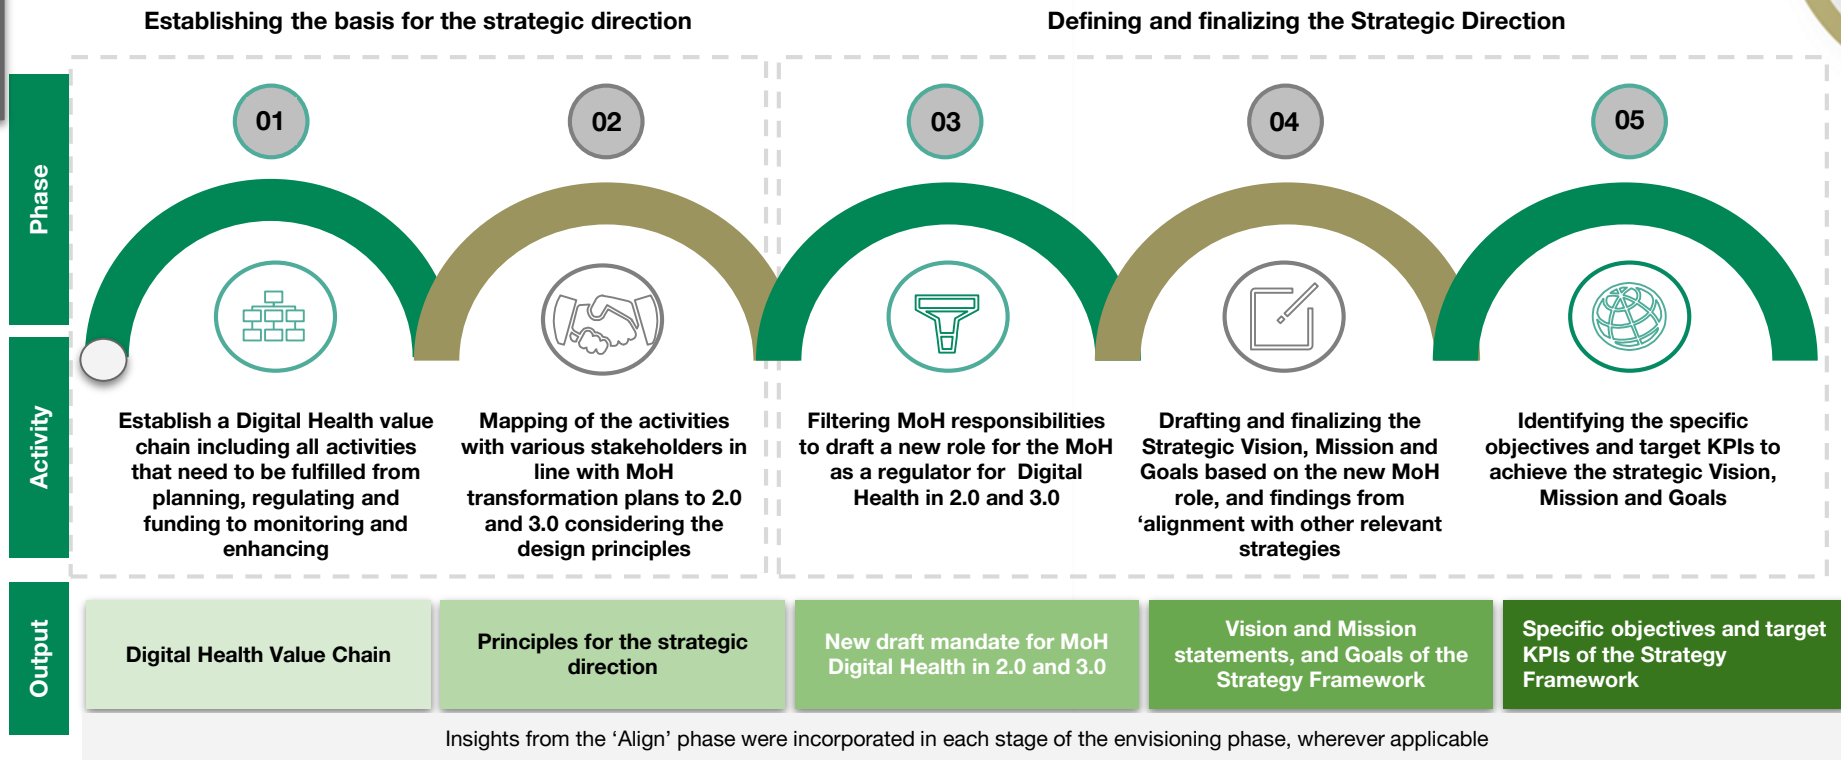 Establishing the basis for the strategic direction
Defining and finalizing the Strategic Direction
Phase
01
02
03
04
05
Activity
Establish a Digital Health value
chain including all activities
that need to be fulfilled from
planning, regulating and
funding to monitoring and
enhancing
Mapping of the activities
with various stakeholders in
line with MoH
transformation plans to 2.0
and 3.0 considering the
design principles
Filtering MoH responsibilities
to draft a new role for the MoH
as a regulator for Digital
Health in 2.0 and 3.0
Drafting and finalizing the
Strategic Vision, Mission and
Goals based on the new MoH
role, and findings from
‘alignment with other relevant
strategies
Identifying the specific
objectives and target KPIs to
achieve the strategic Vision,
Mission and Goals
Output
Digital Health Value Chain
Principles for the strategic
direction
New draft mandate for MoH
Digital Health in 2.0 and 3.0
Vision and Mission
statements, and Goals of the
Strategy Framework
Specific objectives and target
KPIs of the Strategy
Framework
Insights from the ‘Align’ phase were incorporated in each stage of the envisioning phase, wherever applicable